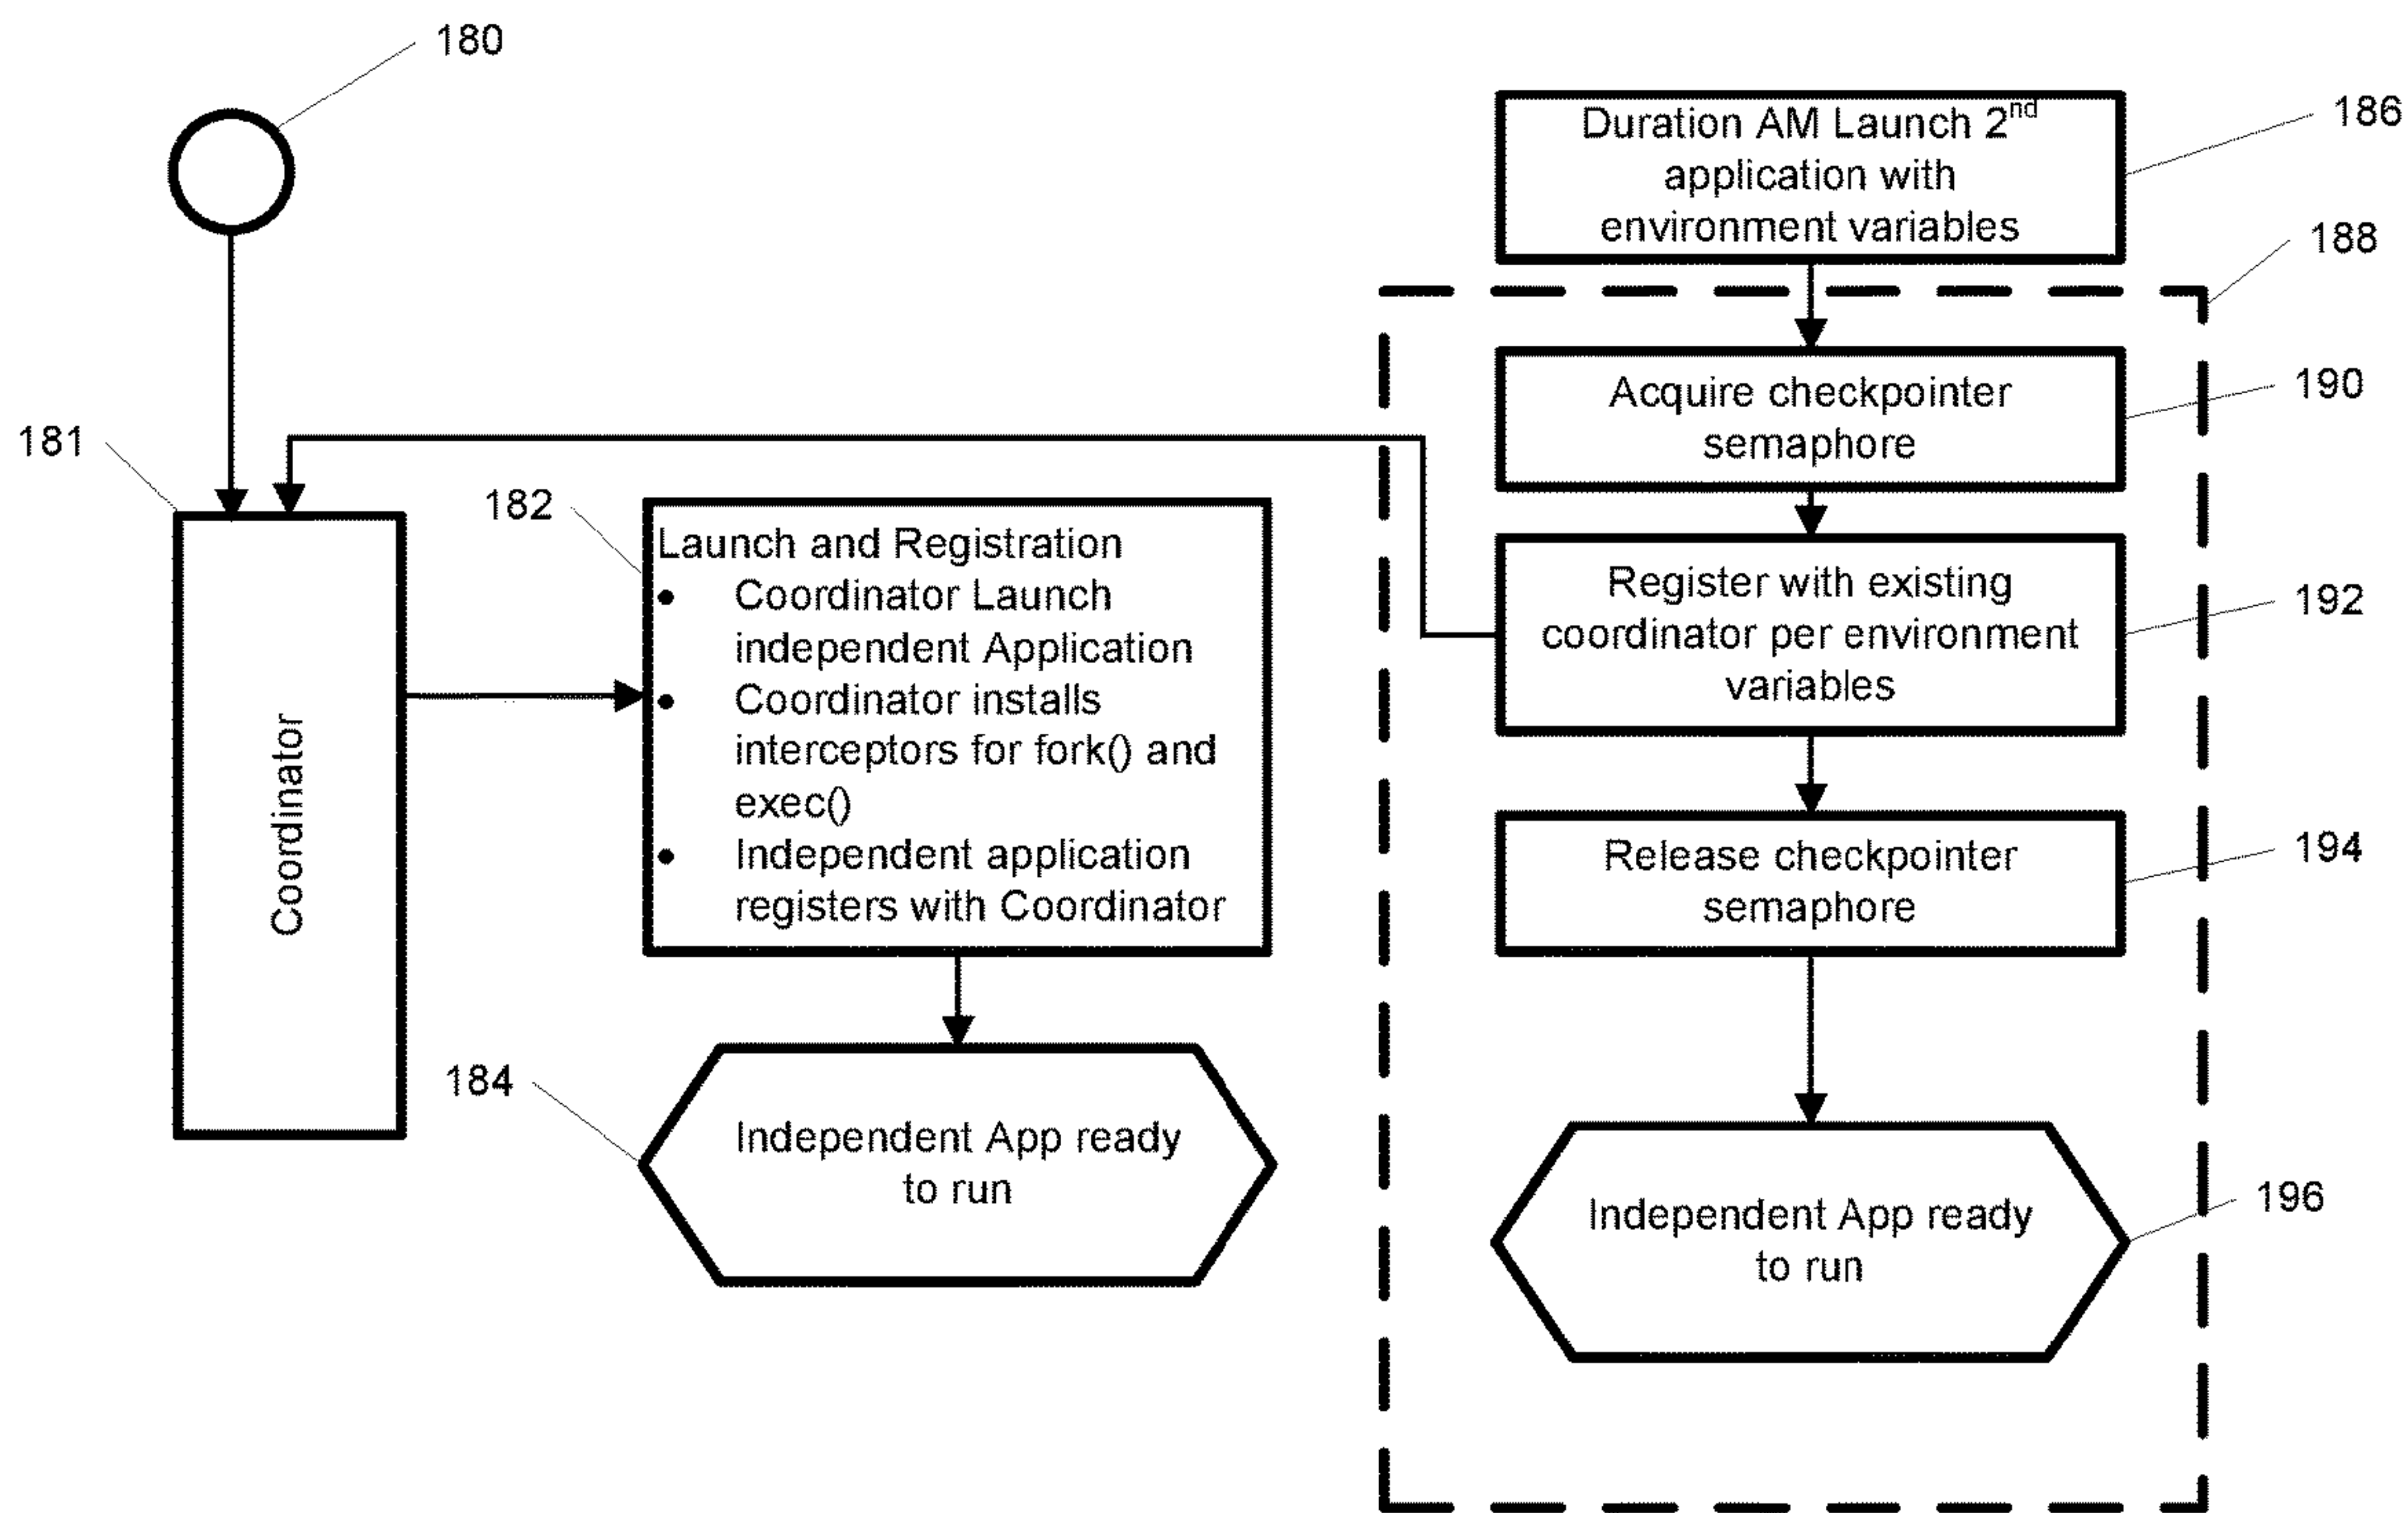 180
181
Coordinator
182
Launch and Registration
• Coordinator Launch
independent Application
• Coordinator installs
interceptors for fork() and
exec()
• Independent application
registers with Coordinator
184
Independent App ready
to run
Duration AM Launch 2nd
application with
environment variables
186
188
Acquire checkpointer
semaphore
190
Register with existing
coordinator per environment
variables
192
Release checkpointer
semaphore
194
Independent App ready
to run
196